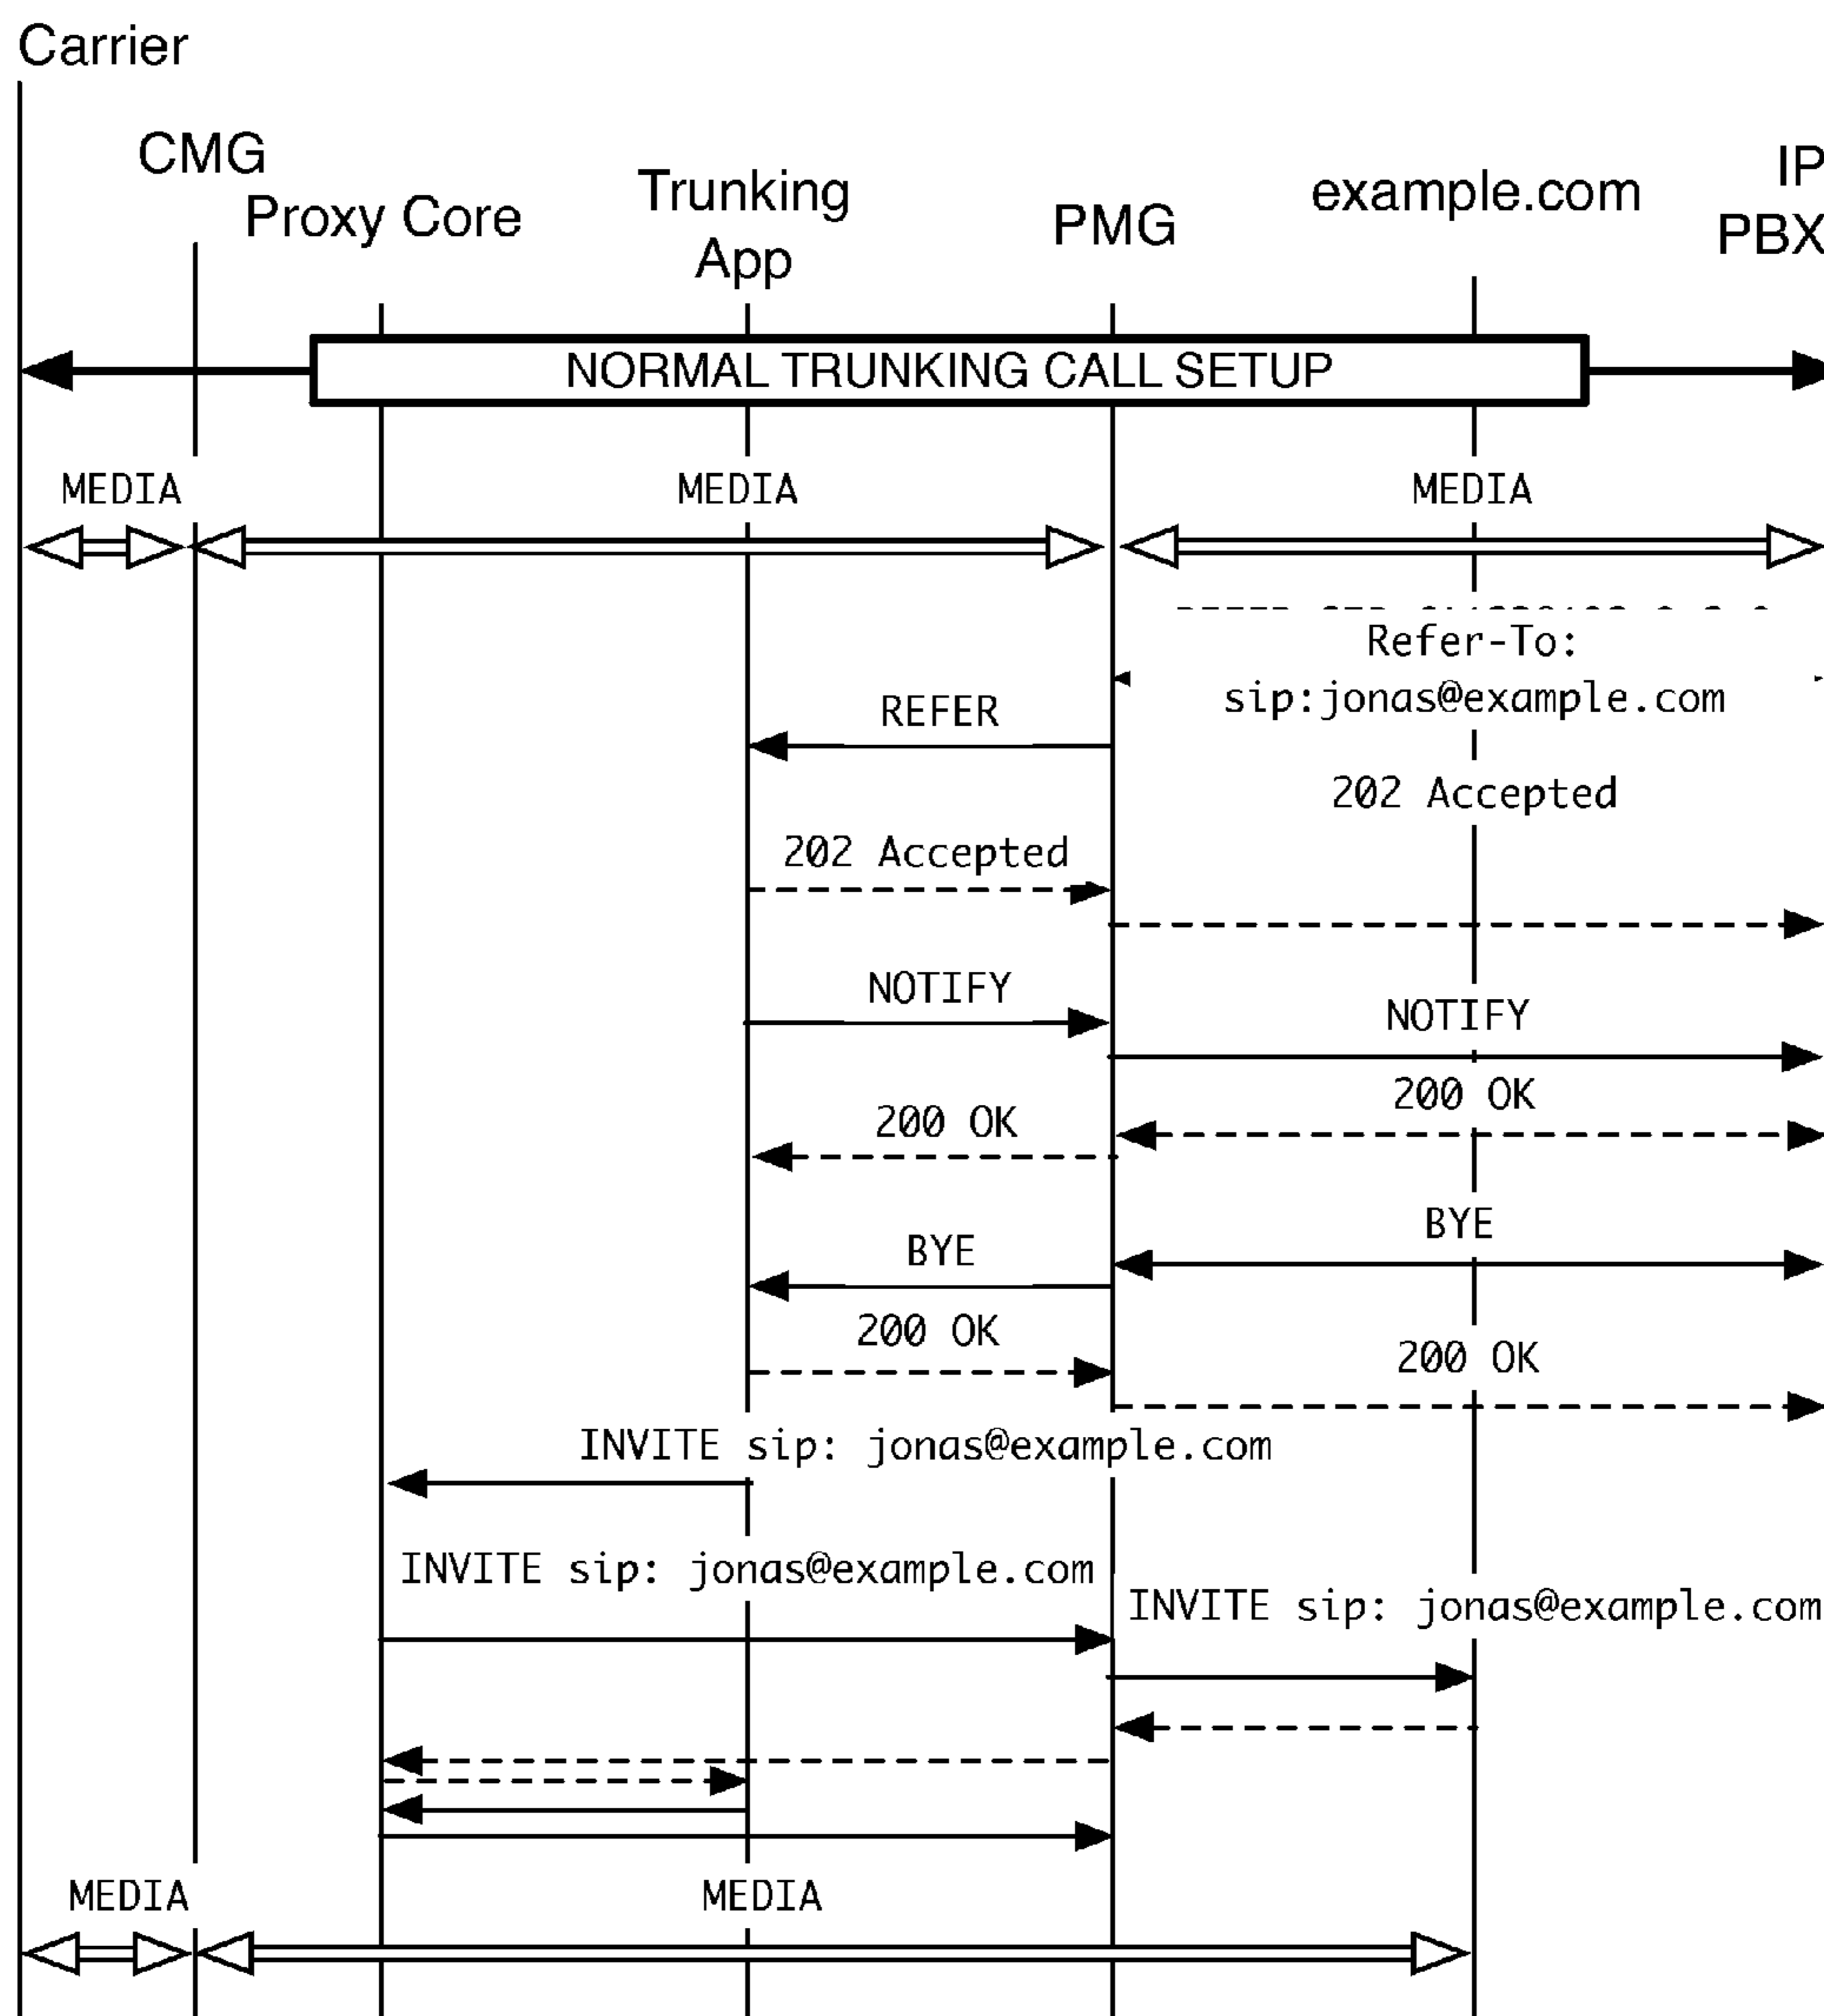 Carrier
CMG
Proxy Core
Trunking
App
PMG
example.com
IP
PBX
NORMAL TRUNKING CALL SETUP
MEDIA
MEDIA
MEDIA
Refer-To:
sip:jonas@example.com
REFER
202 Accepted
202 Accepted
NOTIFY
NOTIFY
200 OK
200 OK
BYE
BYE
200 OK
200 OK
INVITE sip: jonas@example.com
INVITE sip: jonas@example.com
INVITE sip: jonas@example.com
MEDIA
MEDIA